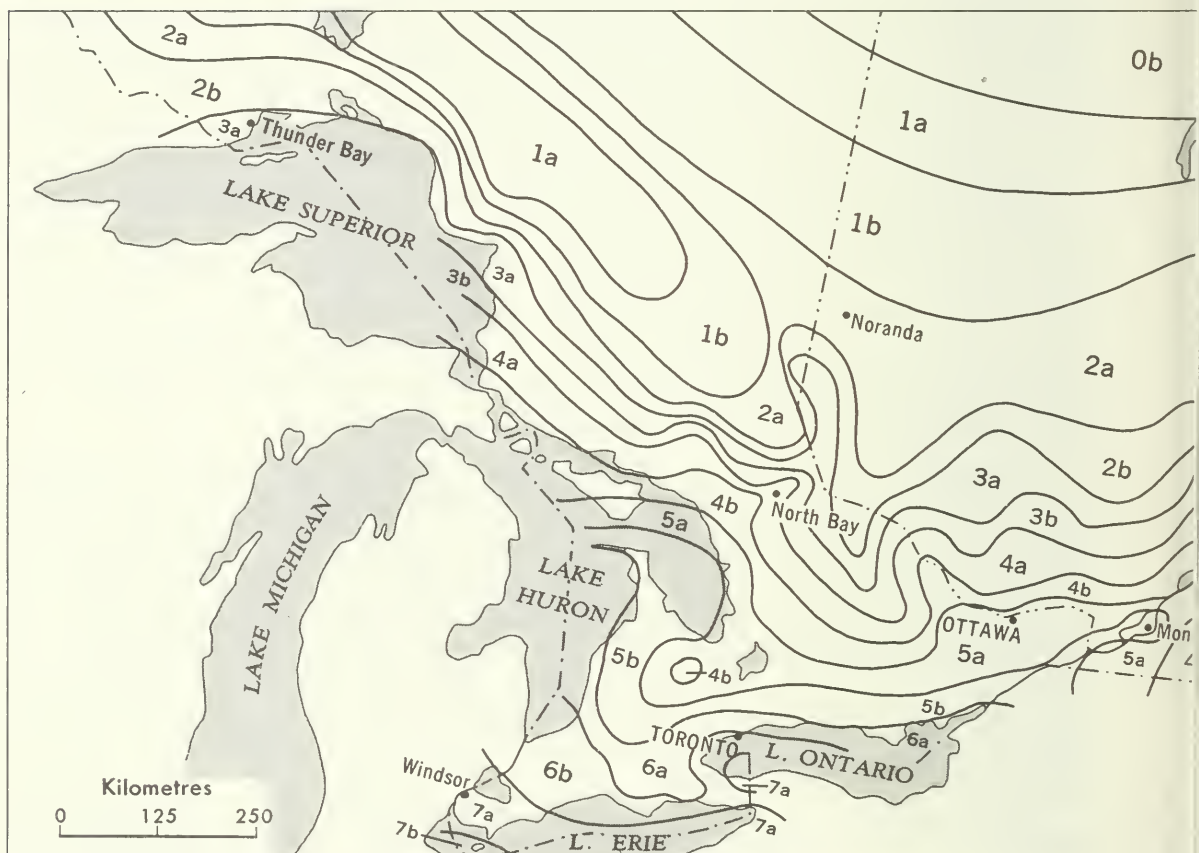 2a
0b
2b
1a
3a
Thunder Bay
1a
LAKE SUPERIOR
1b
3b
3a
Noranda
1b
4a
2a
2a
2b
3a
4b
North Bay
3b
5a
4a
LAKE MICHIGAN
LAKE
HURON
4b
OTTAWA
Mon
5a
5a
5b
4b
5b
TORONTO
6a
L. ONTARIO
6b
6a
Windsor
7a
7a
7a
7b
L. ERIE
Kilometres
0 125 250